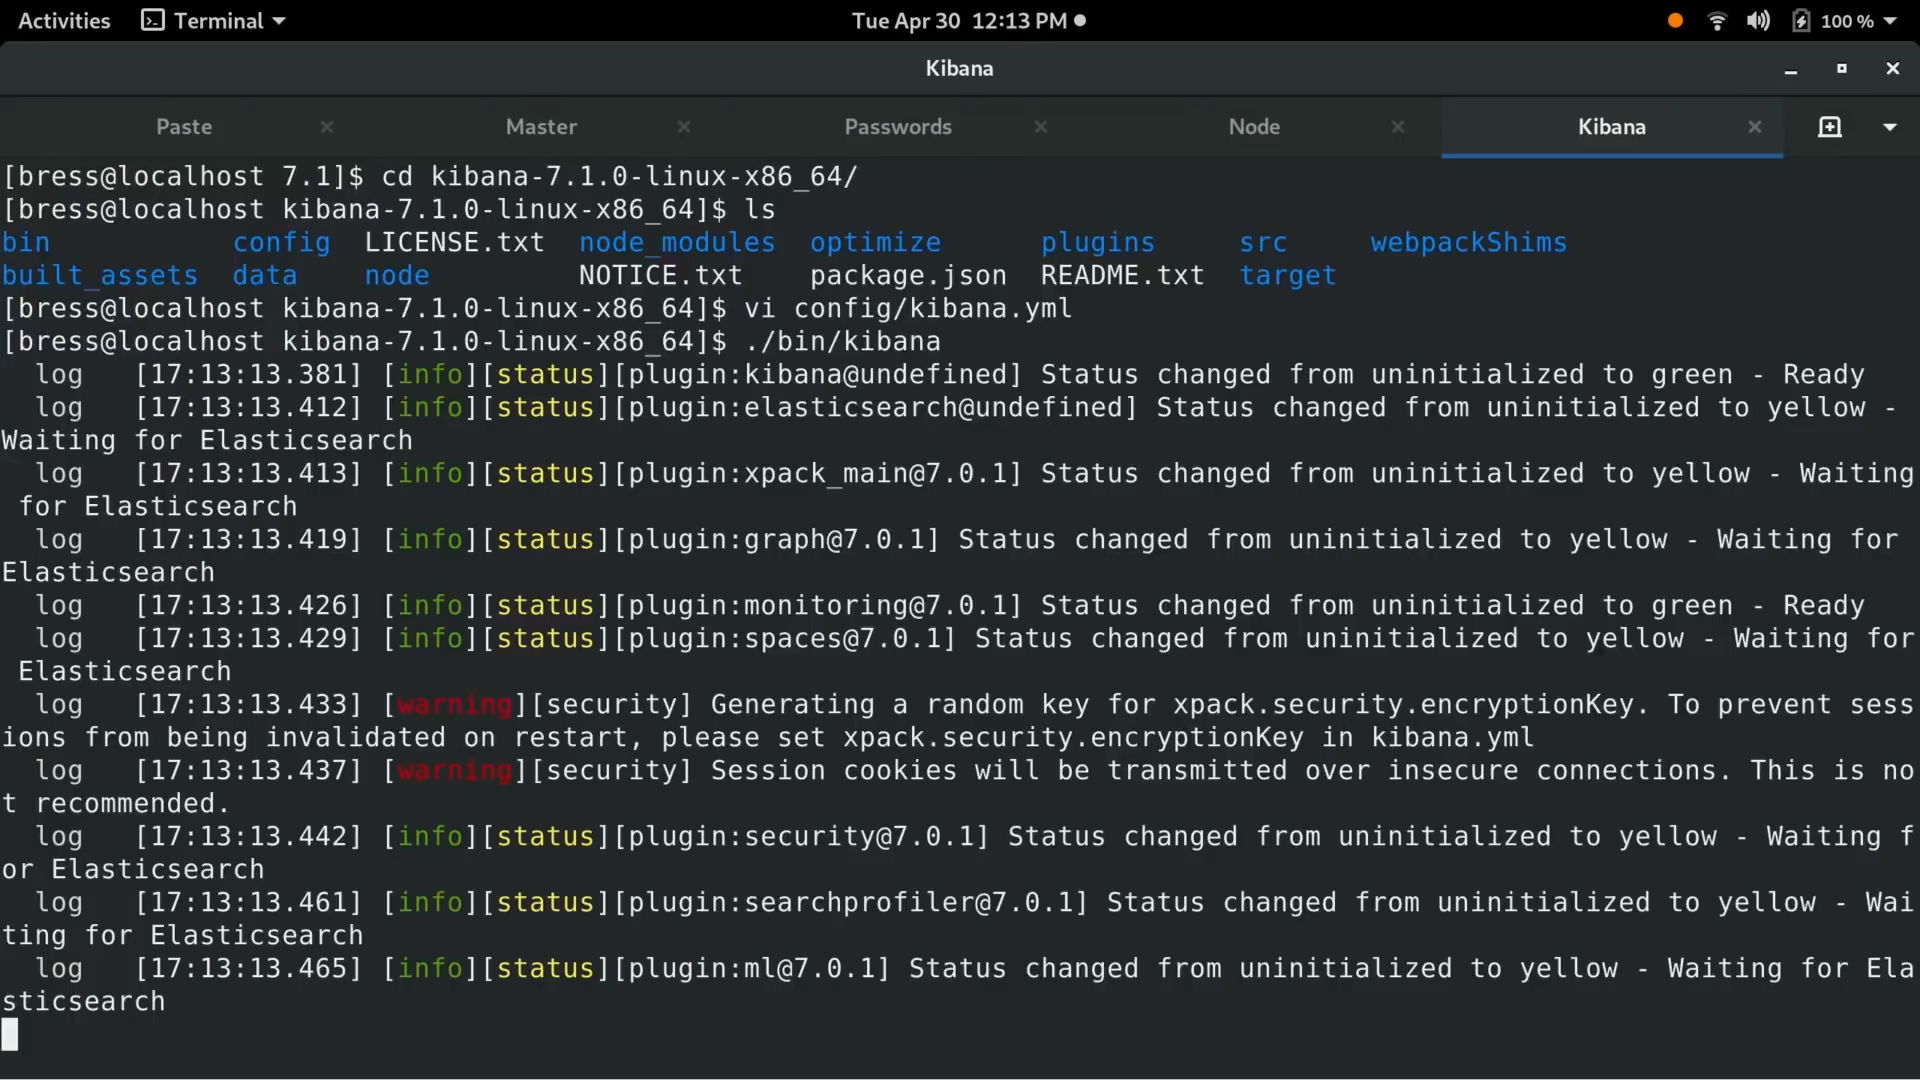 Activities Terminal Tue Apr 30 12:13 PM 100 %
Kibana
Paste Master Passwords Node Kibana
[bress@localhost 7.1]$ cd kibana-7.1.0-linux-x86_64/
[bress@localhost kibana-7.1.0-linux-x86_64]$ ls
bin config LICENSE.txt node_modules optimize plugins src webpackShims
built_assets data node NOTICE.txt package.json README.txt target
[bress@localhost kibana-7.1.0-linux-x86_64]$ vi config/kibana.yml
[bress@localhost kibana-7.1.0-linux-x86_64]$ ./bin/kibana
log [17:13:13.381] [info][status][plugin:kibana@undefined] Status changed from uninitialized to green - Ready
log [17:13:13.412] [info][status][plugin:elasticsearch@undefined] Status changed from uninitialized to yellow -
Waiting for Elasticsearch
log [17:13:13.413] [info][status][plugin:xpack_main@7.0.1] Status changed from uninitialized to yellow - Waiting
for Elasticsearch
log [17:13:13.419] [info][status][plugin:graph@7.0.1] Status changed from uninitialized to yellow - Waiting for
Elasticsearch
log [17:13:13.426] [info][status][plugin:monitoring@7.0.1] Status changed from uninitialized to green - Ready
log [17:13:13.429] [info][status][plugin:spaces@7.0.1] Status changed from uninitialized to yellow - Waiting for
Elasticsearch
log [17:13:13.433] [warning][security] Generating a random key for xpack.security.encryptionKey. To prevent sess
ions from being invalidated on restart, please set xpack.security.encryptionKey in kibana.yml
log [17:13:13.437] [warning][security] Session cookies will be transmitted over insecure connections. This is no
t recommended.
log [17:13:13.442] [info][status][plugin:security@7.0.1] Status changed from uninitialized to yellow - Waiting f
or Elasticsearch
log [17:13:13.461] [info][status][plugin:searchprofiler@7.0.1] Status changed from uninitialized to yellow - Wai
ting for Elasticsearch
log [17:13:13.465] [info][status][plugin:ml@7.0.1] Status changed from uninitialized to yellow - Waiting for Ela
sticsearch